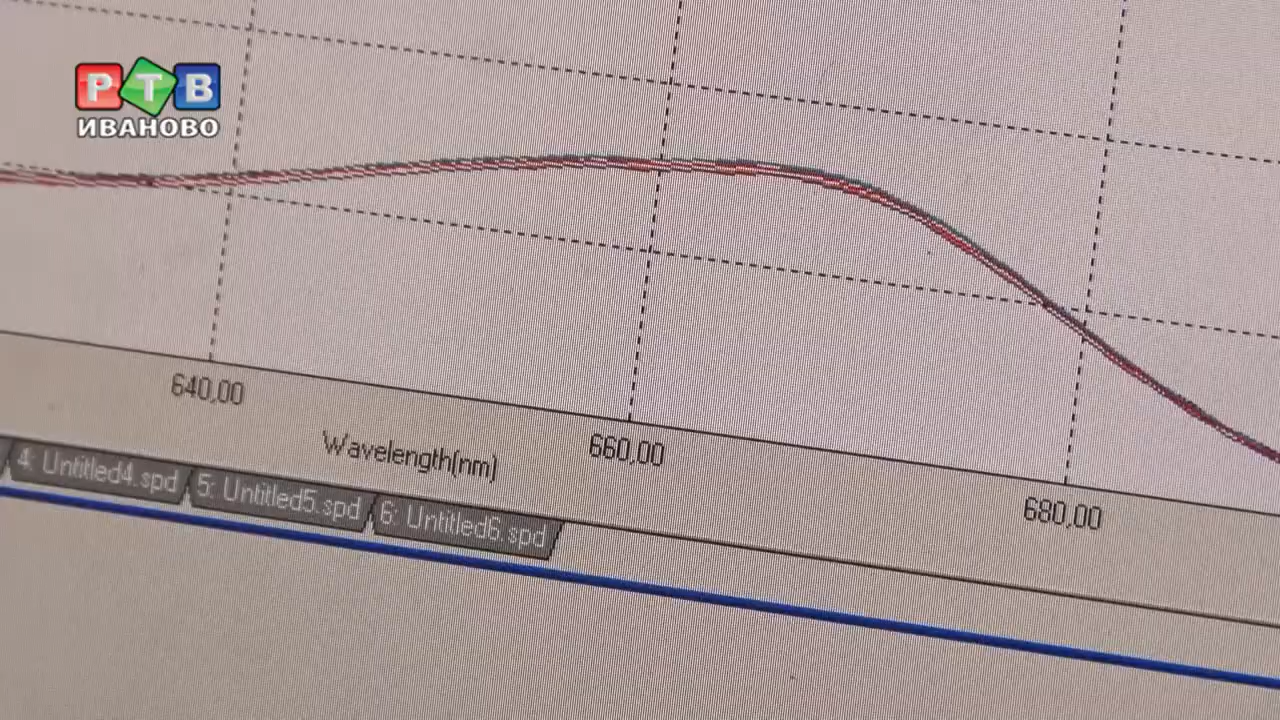 РТВ
ИВАНОВО
640,00
660,00
680,00
Wavelength(nm)
4: Untitled4.spd
5: Untitled5.spd
6: Untitled6.spd